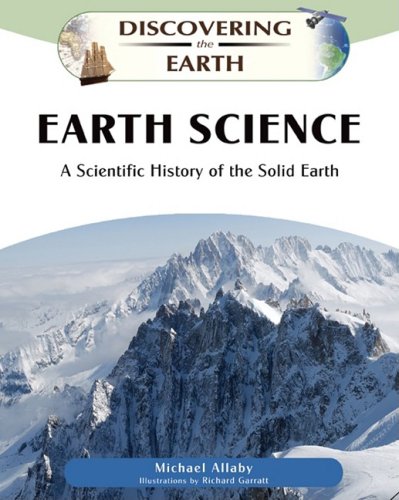 DISCOVERING
the
EARTH
EARTH SCIENCE
A Scientific History of the Solid Earth
Michael Allaby
Illustrations by Richard Garratt